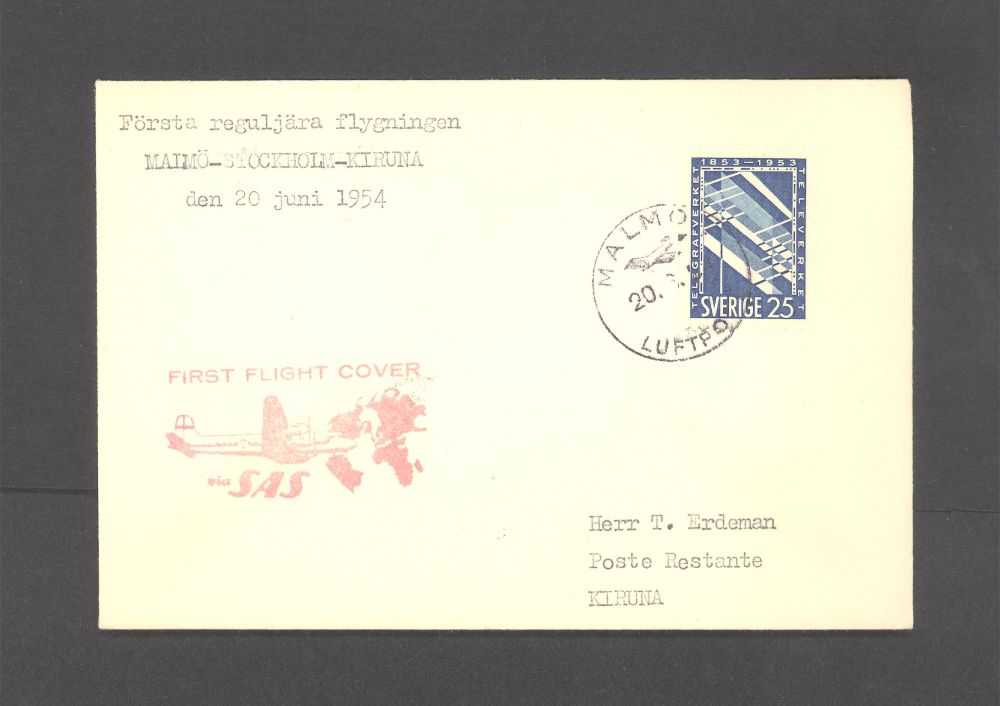 Första reguljära flygningen
MALMÖ-STOCKHOLM-KIRUNA
den 20 juni 1954
1853-1953
TELEGRAFVERKET
TELEVERKET
SVERIGE 25
MALMÖ
20.
LUFTPO
FIRST FLIGHT COVER
via SAS
Herr T. Erdeman
Poste Restante
KIRUNA